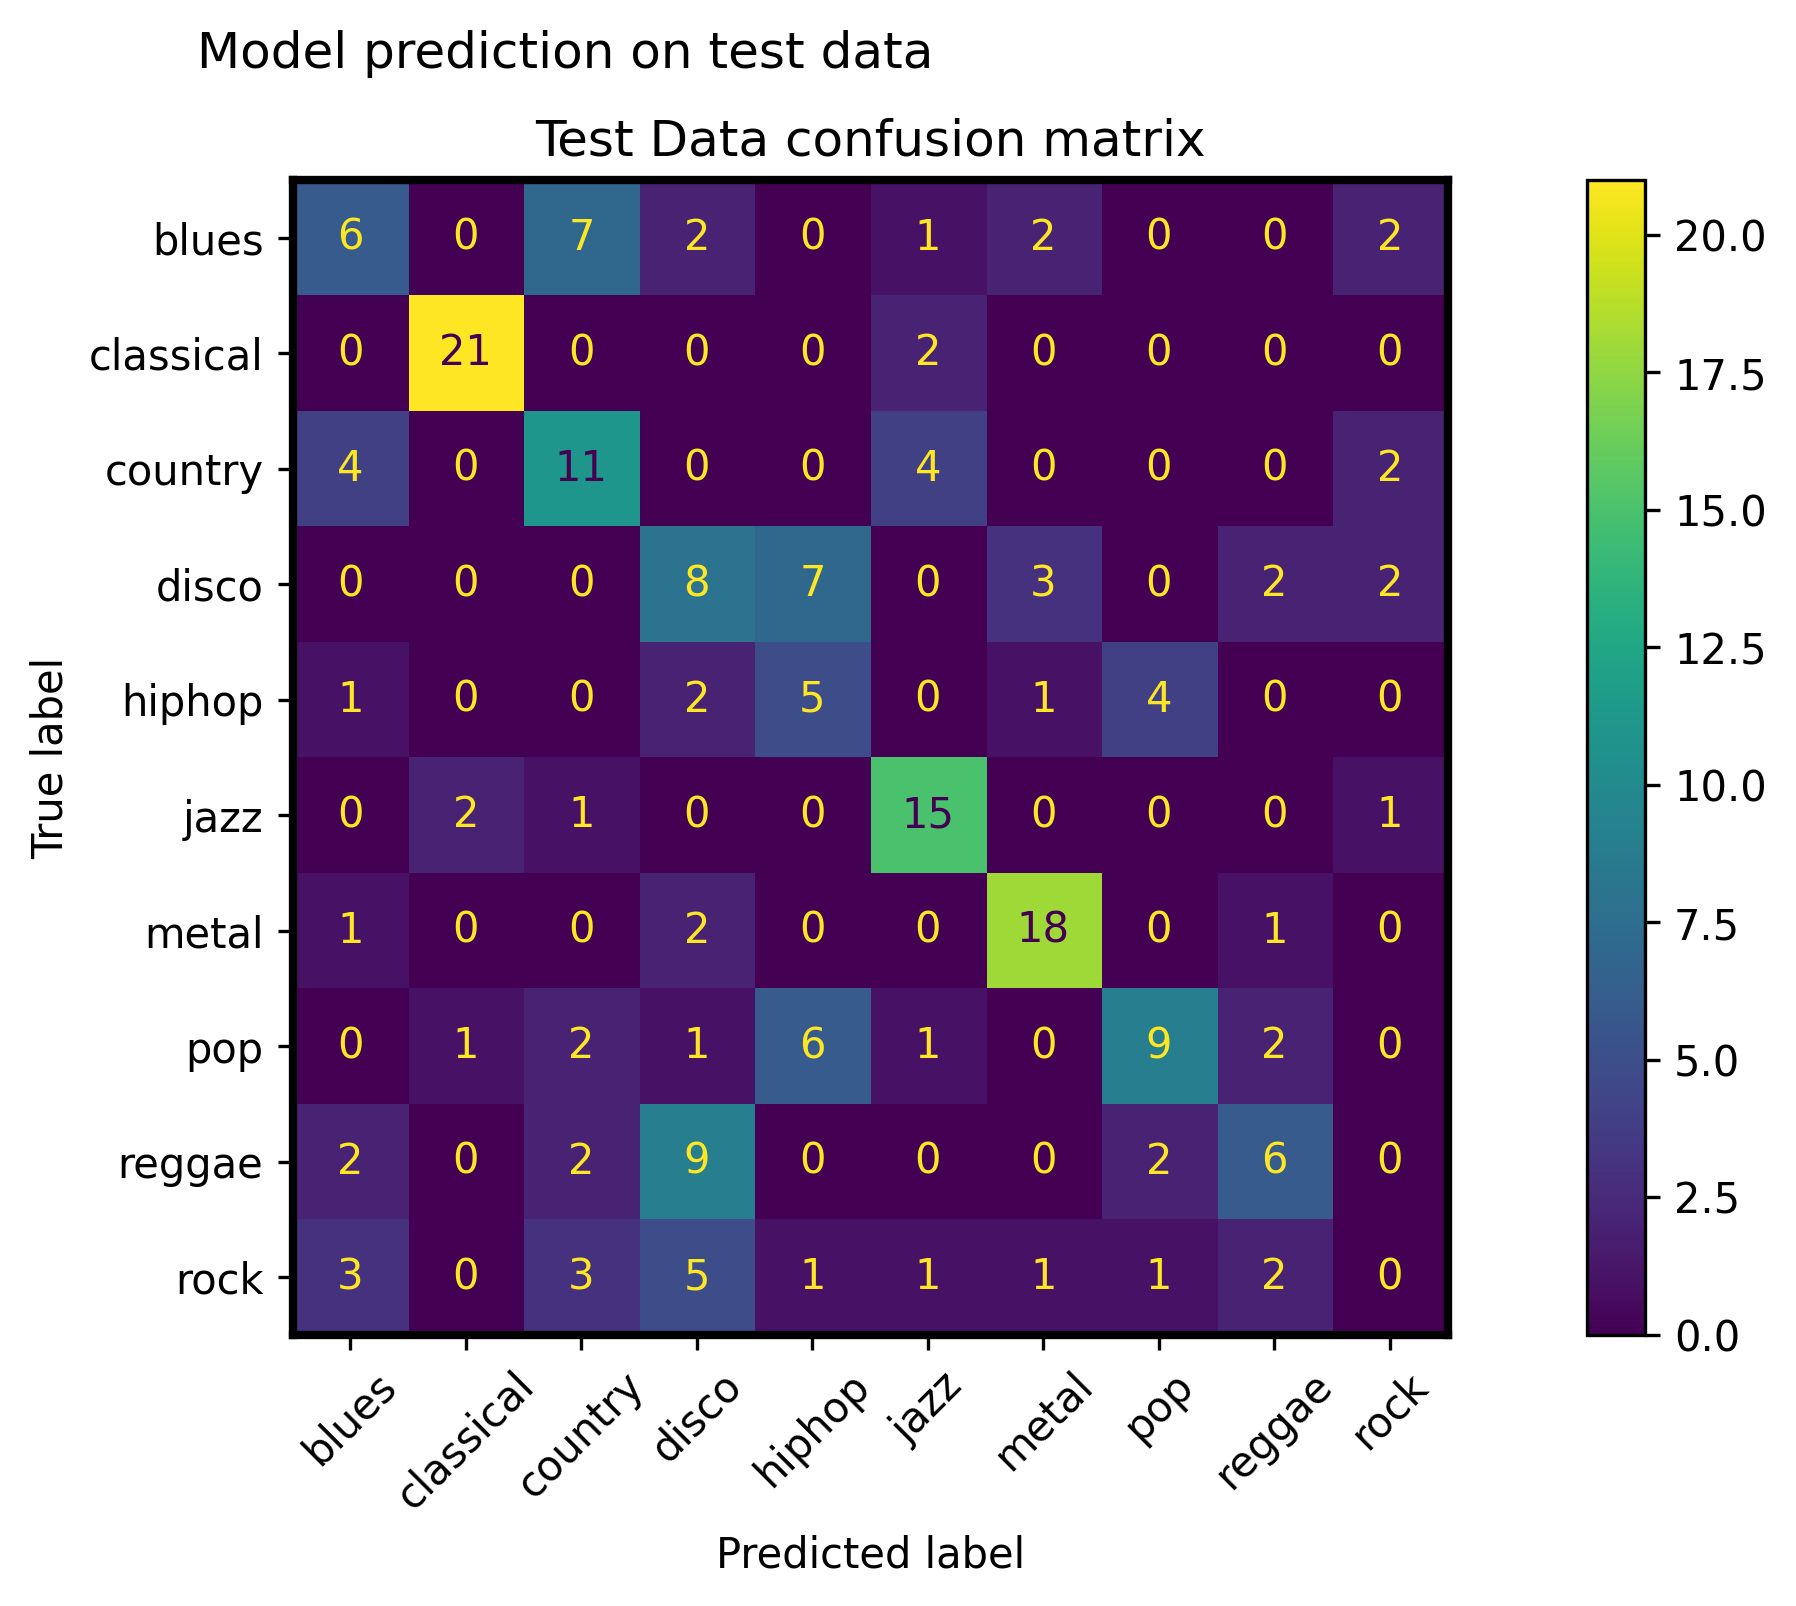 Model prediction on test data
Test Data confusion matrix
blues 6 0 7 2 0 1 2 0 0 2
classical 0 21 0 0 0 2 0 0 0 0
country 4 0 11 0 0 4 0 0 0 2
disco 0 0 0 8 7 0 3 0 2 2
hiphop 1 0 0 2 5 0 1 4 0 0
jazz 0 2 1 0 0 15 0 0 0 1
metal 1 0 0 2 0 0 18 0 1 0
pop 0 1 2 1 6 1 0 9 2 0
reggae 2 0 2 9 0 0 0 2 6 0
rock 3 0 3 5 1 1 1 1 2 0
blues classical country disco hiphop jazz metal pop reggae rock
Predicted label
True label
20.0
17.5
15.0
12.5
10.0
7.5
5.0
2.5
0.0